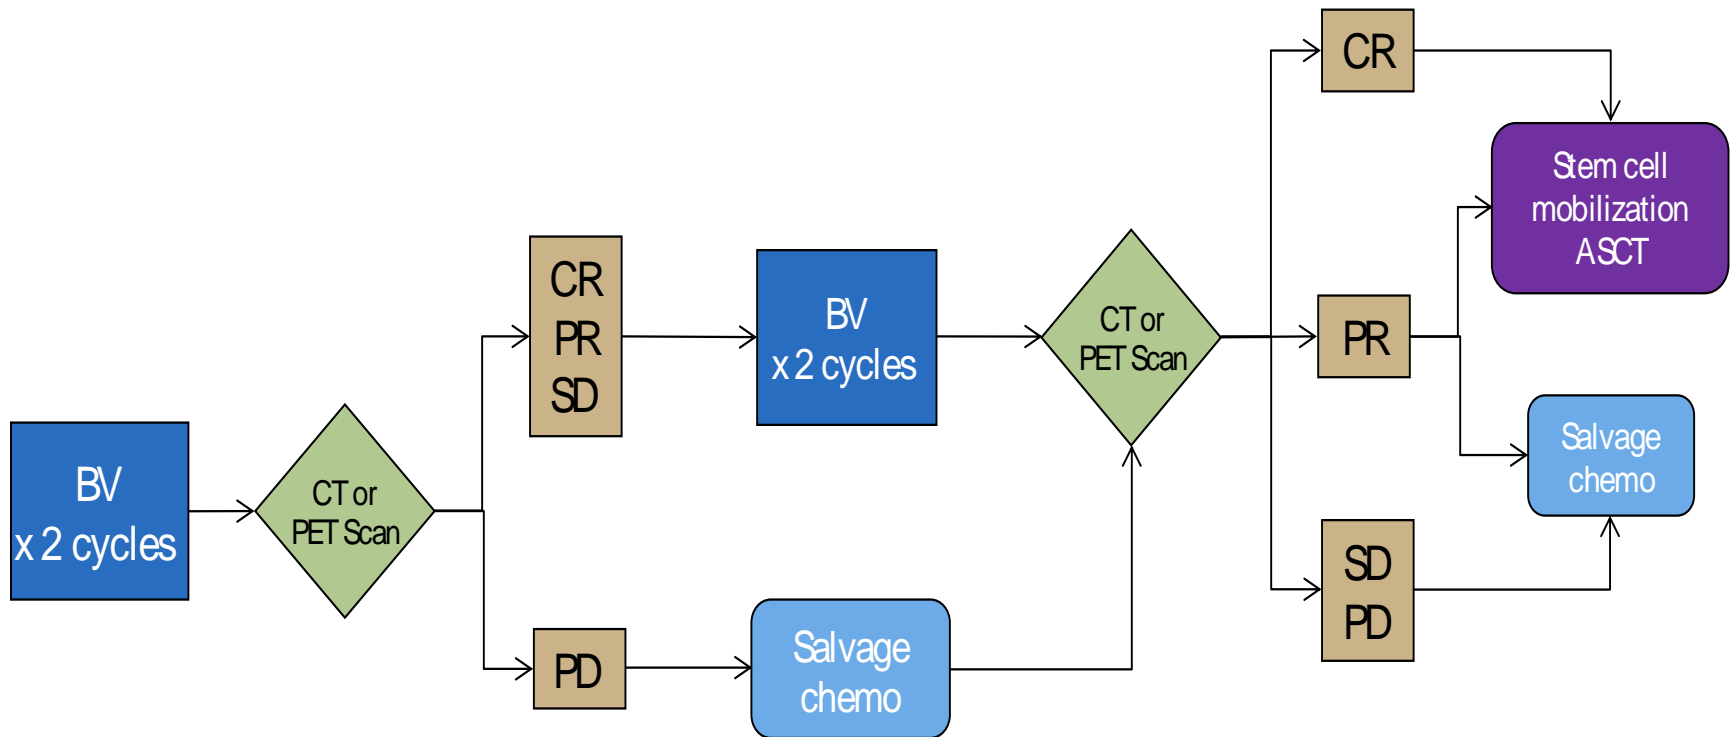 BV
x 2 cycles
CT or
PET Scan
CR
PR
SD
PD
BV
x 2 cycles
Salvage
chemo
CT or
PET Scan
CR
PR
SD
PD
Stem cell
mobilization
ASCT
Salvage
chemo